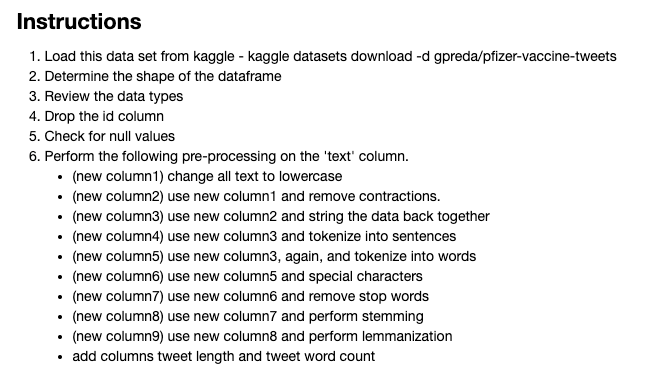 Instructions
1. Load this data set from kaggle - kaggle datasets download -d gpreda/pfizer-vaccine-tweets
2. Determine the shape of the dataframe
3. Review the data types
4. Drop the id column
5. Check for null values
6. Perform the following pre-processing on the 'text' column.
• (new column1) change all text to lowercase
• (new column2) use new column1 and remove contractions.
• (new column3) use new column2 and string the data back together
• (new column4) use new column3 and tokenize into sentences
• (new column5) use new column3, again, and tokenize into words
• (new column6) use new column5 and special characters
• (new column7) use new column6 and remove stop words
• (new column8) use new column7 and perform stemming
• (new column9) use new column8 and perform lemmanization
• add columns tweet length and tweet word count